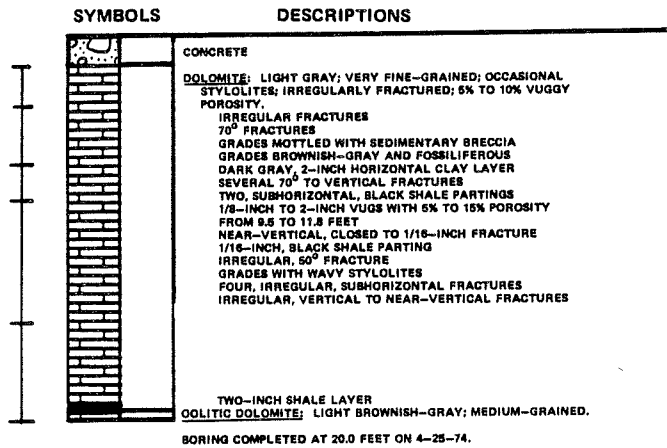 SYMBOLS DESCRIPTIONS
CONCRETE
DOLOMITE: LIGHT GRAY; VERY FINE-GRAINED; OCCASIONAL
STYLOLITES; IRREGULARLY FRACTURED; 5% TO 10% VUGGY
POROSITY.
IRREGULAR FRACTURES
70° FRACTURES
GRADES MOTTLED WITH SEDIMENTARY BRECCIA
GRADES BROWNISH-GRAY AND FOSSILIFEROUS
DARK GRAY, 2-INCH HORIZONTAL CLAY LAYER
SEVERAL 70° TO VERTICAL FRACTURES
TWO, SUBHORIZONTAL, BLACK SHALE PARTINGS
1/8-INCH TO 2-INCH VUGS WITH 5% TO 15% POROSITY
FROM 9.5 TO 11.8 FEET
NEAR-VERTICAL, CLOSED TO 1/16-INCH FRACTURE
1/16-INCH, BLACK SHALE PARTING
IRREGULAR, 50° FRACTURE
GRADES WITH WAVY STYLOLITES
FOUR, IRREGULAR, SUBHORIZONTAL FRACTURES
IRREGULAR, VERTICAL TO NEAR-VERTICAL FRACTURES
TWO-INCH SHALE LAYER
OOLITIC DOLOMITE: LIGHT BROWNISH-GRAY; MEDIUM-GRAINED.
BORING COMPLETED AT 20.0 FEET ON 4-25-74.